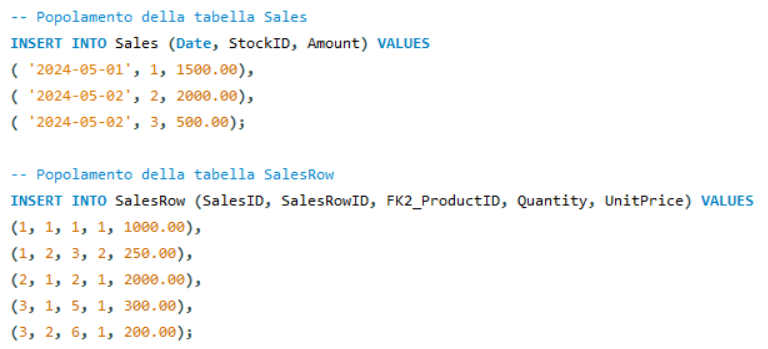 -- Popolamento della tabella Sales
INSERT INTO Sales (Date, StockID, Amount) VALUES
( '2024-05-01', 1, 1500.00),
( '2024-05-02', 2, 2000.00),
( '2024-05-02', 3, 500.00);
-- Popolamento della tabella SalesRow
INSERT INTO SalesRow (SalesID, SalesRowID, FK2_ProductID, Quantity, UnitPrice) VALUES
(1, 1, 1, 1, 1000.00),
(1, 2, 3, 2, 250.00),
(2, 1, 2, 1, 2000.00),
(3, 1, 5, 1, 300.00),
(3, 2, 6, 1, 200.00);